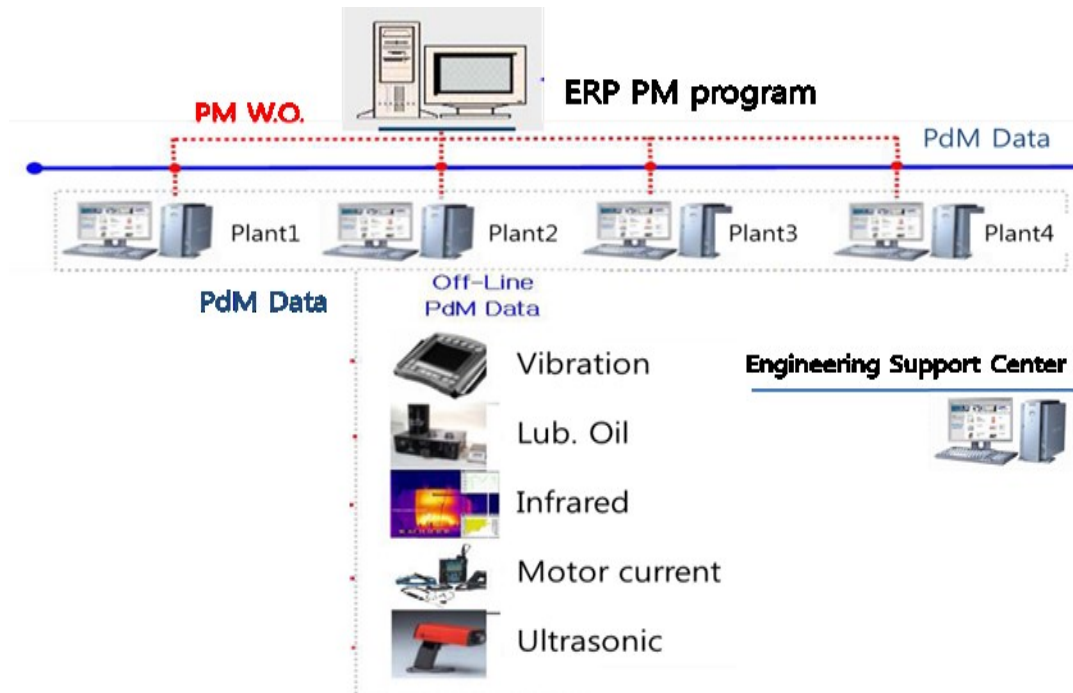 ERP PM program
PM W.O.
PdM Data
Plant1
Plant2
Plant3
Plant4
PdM Data
Off-Line
PdM Data
Vibration
Engineering Support Center
Lub. Oil
Infrared
Motor current
Ultrasonic